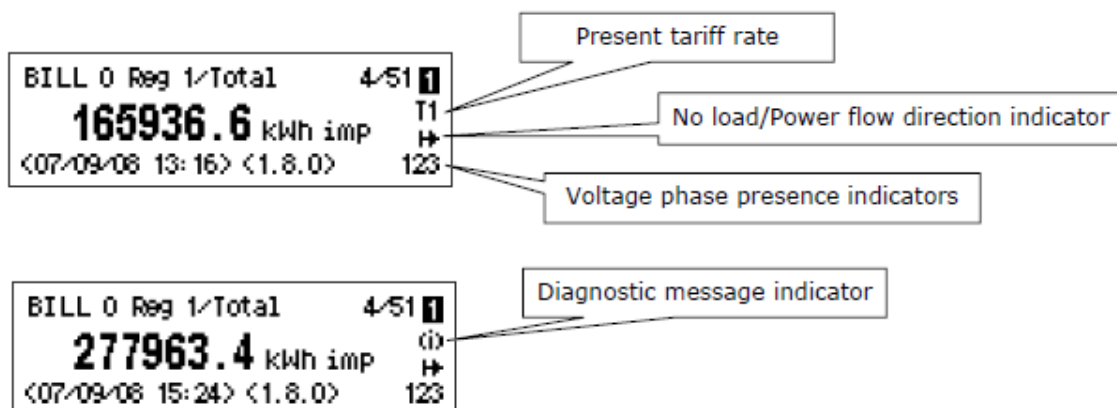 Present tariff rate
BILL 0 Reg 1/Total 4/51 1
T1
165936.6 kWh imp
No load/Power flow direction indicator
(07/09/08 13:16) (1.8.0) 123
Voltage phase presence indicators
Diagnostic message indicator
BILL 0 Reg 1/Total 4/51 1
(i)
277963.4 kWh imp
(07/09/08 15:24) (1.8.0) 123